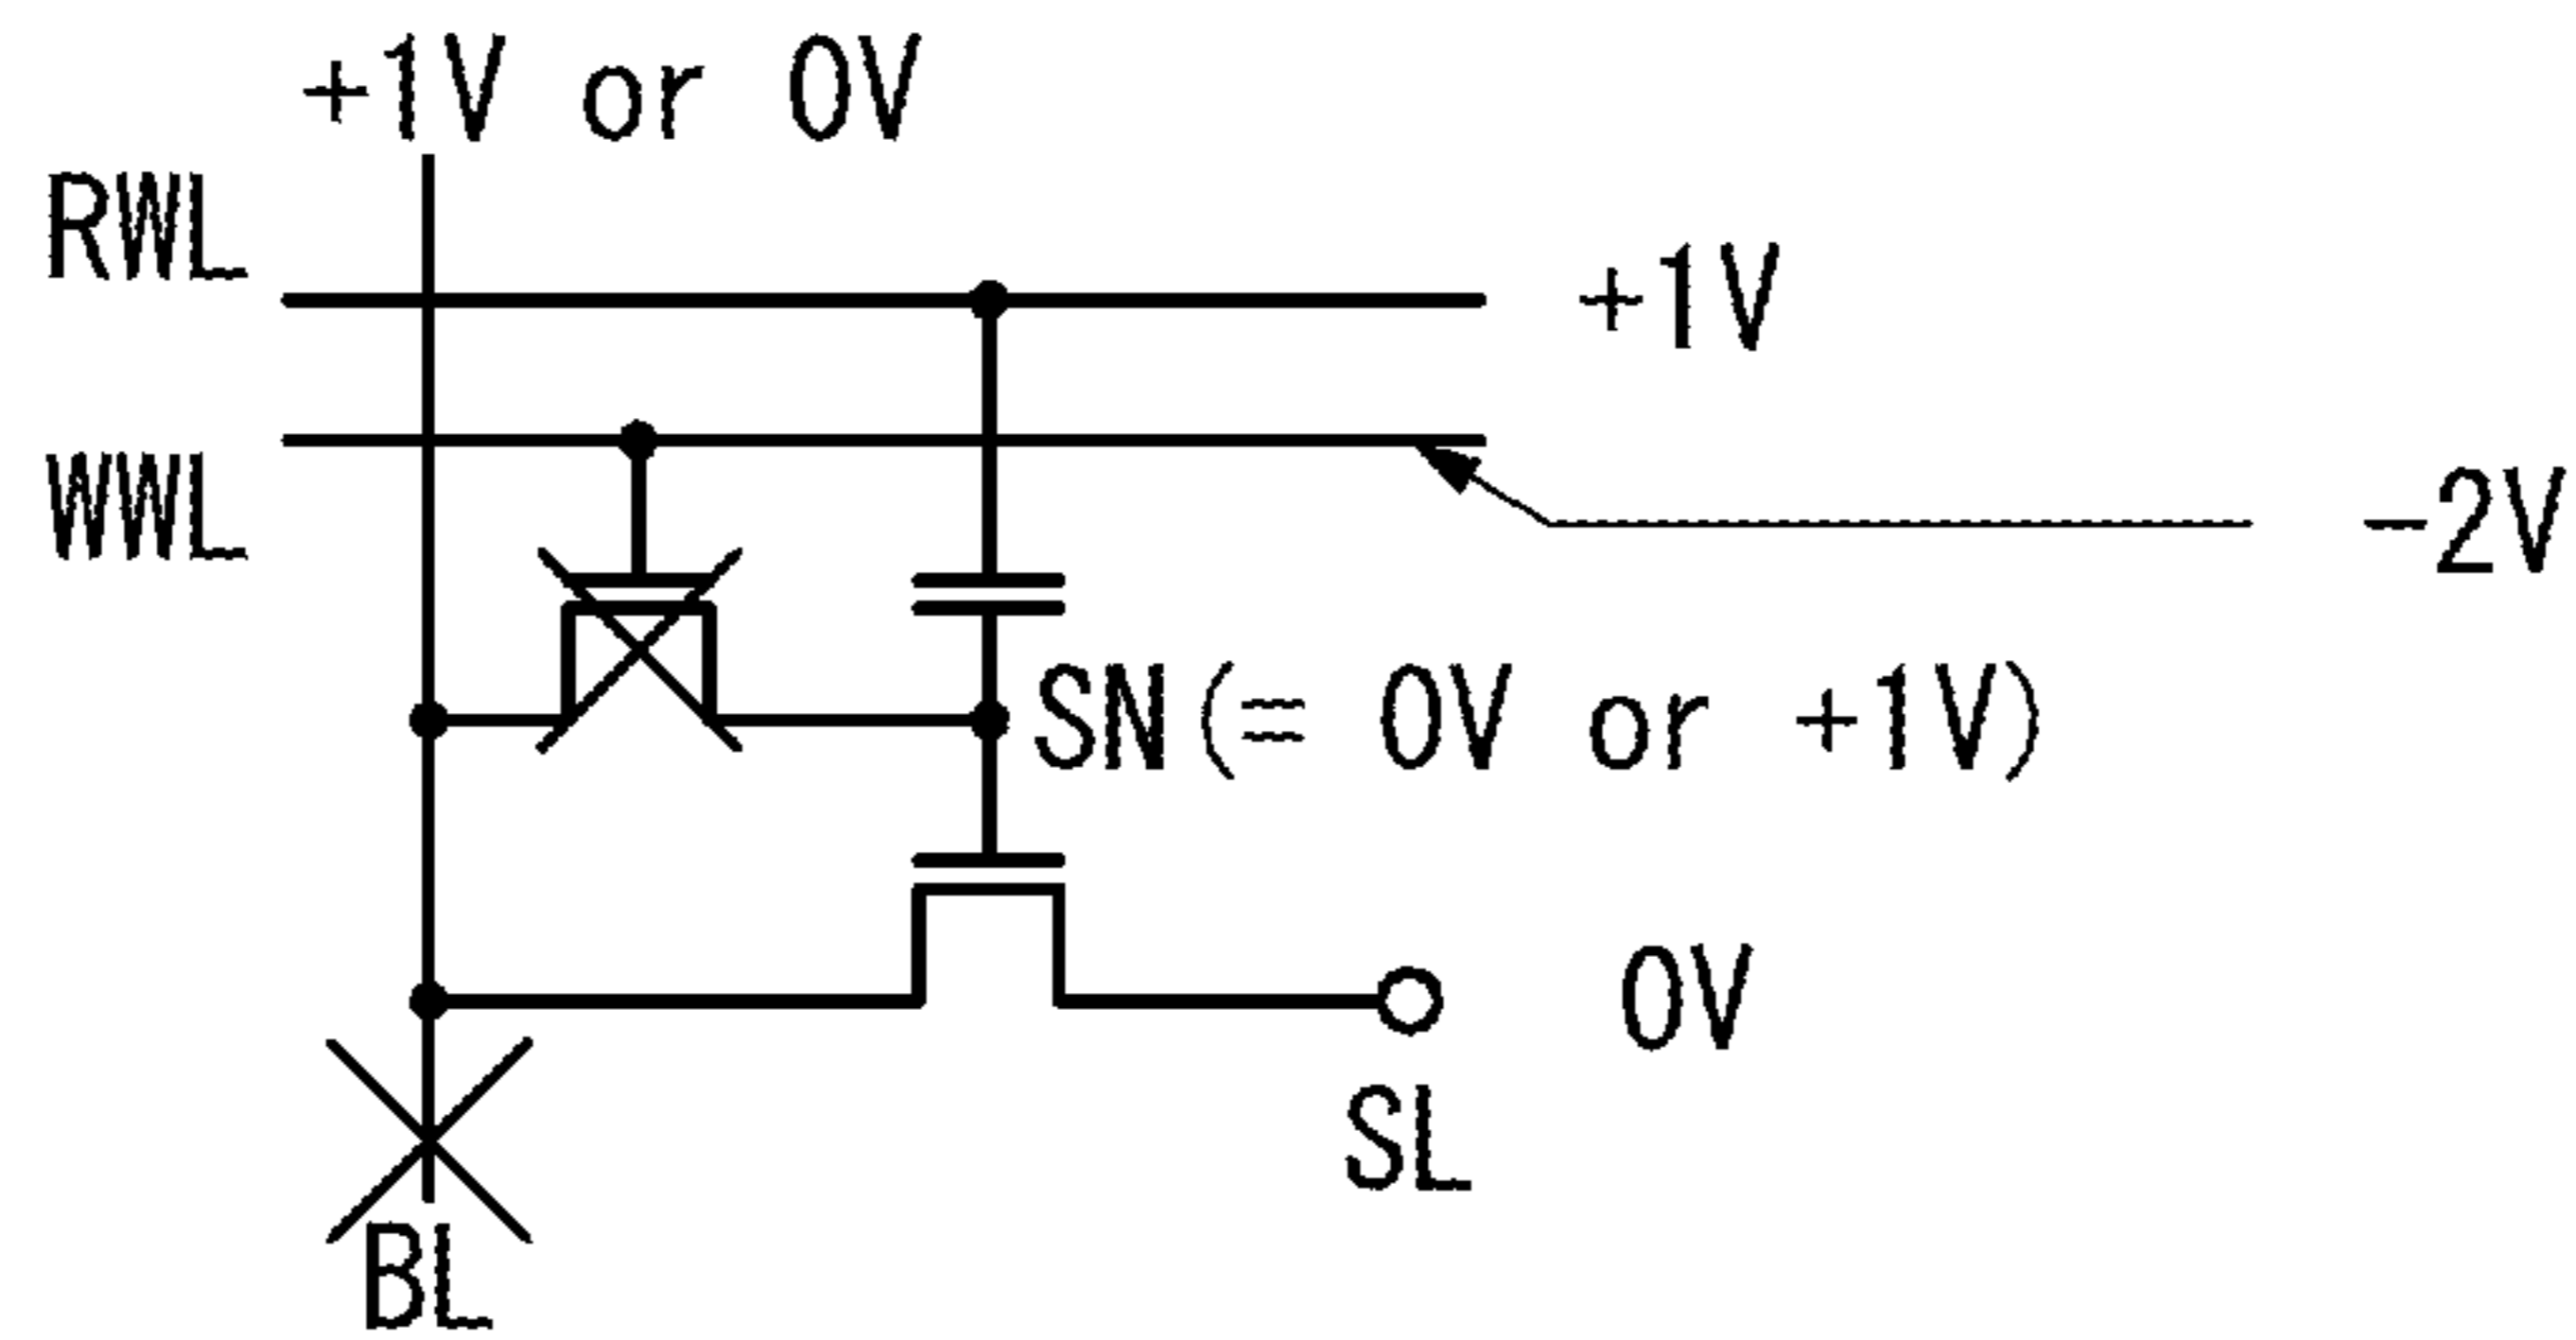 +1V or 0V
RWL
+1V
WWL
-2V
SN(= 0V or +1V)
0V
SL
BL